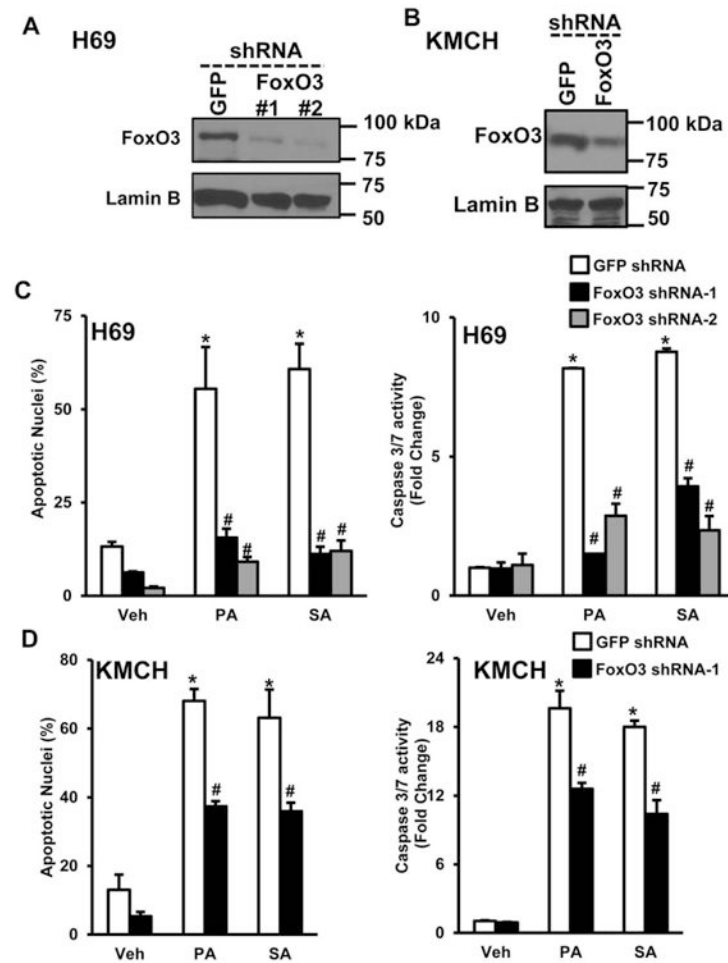 A H69
shRNA
GFP FoxO3
#1 #2
FoxO3
100 kDa
75
Lamin B
75
50
B KMCH
shRNA
GFP FoxO3
FoxO3
100 kDa
75
Lamin B
75
50
GFP shRNA
FoxO3 shRNA-1
FoxO3 shRNA-2
C
H69
Apoptotic Nuclei (%)
75
50
25
0
* *
# # # #
Veh PA SA
H69
Caspase 3/7 activity
(Fold Change)
10
5
0
* *
# # # #
Veh PA SA
D
KMCH
Apoptotic Nuclei (%)
80
60
40
20
0
* *
# #
Veh PA SA
KMCH
GFP shRNA
FoxO3 shRNA-1
Caspase 3/7 activity
(Fold Change)
24
18
12
6
0
* *
# #
Veh PA SA